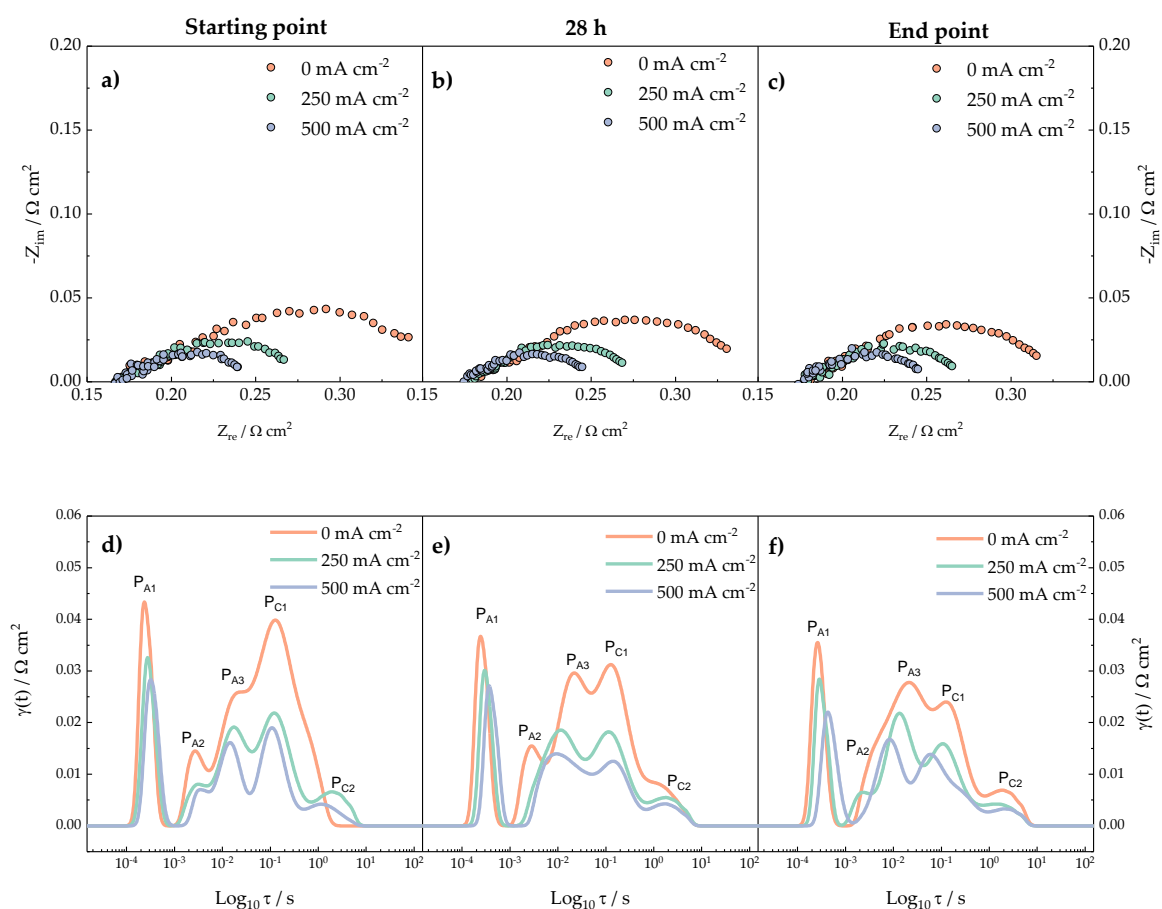 Starting point
28 h
End point
a)
0 mA cm-2
250 mA cm-2
500 mA cm-2
b)
0 mA cm-2
250 mA cm-2
500 mA cm-2
c)
0 mA cm-2
250 mA cm-2
500 mA cm-2
0.20
0.15
0.10
0.05
0.00
-Zim / Ω cm2
0.20
0.15
0.10
0.05
0.00
-Zim / Ω cm2
0.15 0.20 0.25 0.30 0.15 0.20 0.25 0.30 0.15 0.20 0.25 0.30
Zre / Ω cm2
Zre / Ω cm2
Zre / Ω cm2
d)
0 mA cm-2
250 mA cm-2
500 mA cm-2
PA1
PA2
PA3
PC1
PC2
e)
0 mA cm-2
250 mA cm-2
500 mA cm-2
PA1
PA2
PA3
PC1
PC2
f)
0 mA cm-2
250 mA cm-2
500 mA cm-2
PA1
PA2
PA3
PC1
PC2
0.06
0.05
0.04
0.03
0.02
0.01
0.00
γ(t) / Ω cm2
0.06
0.05
0.04
0.03
0.02
0.01
0.00
γ(t) / Ω cm2
10-4 10-3 10-2 10-1 100 101 102 10-4 10-3 10-2 10-1 100 101 102 10-4 10-3 10-2 10-1 100 101 102
Log10 τ / s
Log10 τ / s
Log10 τ / s